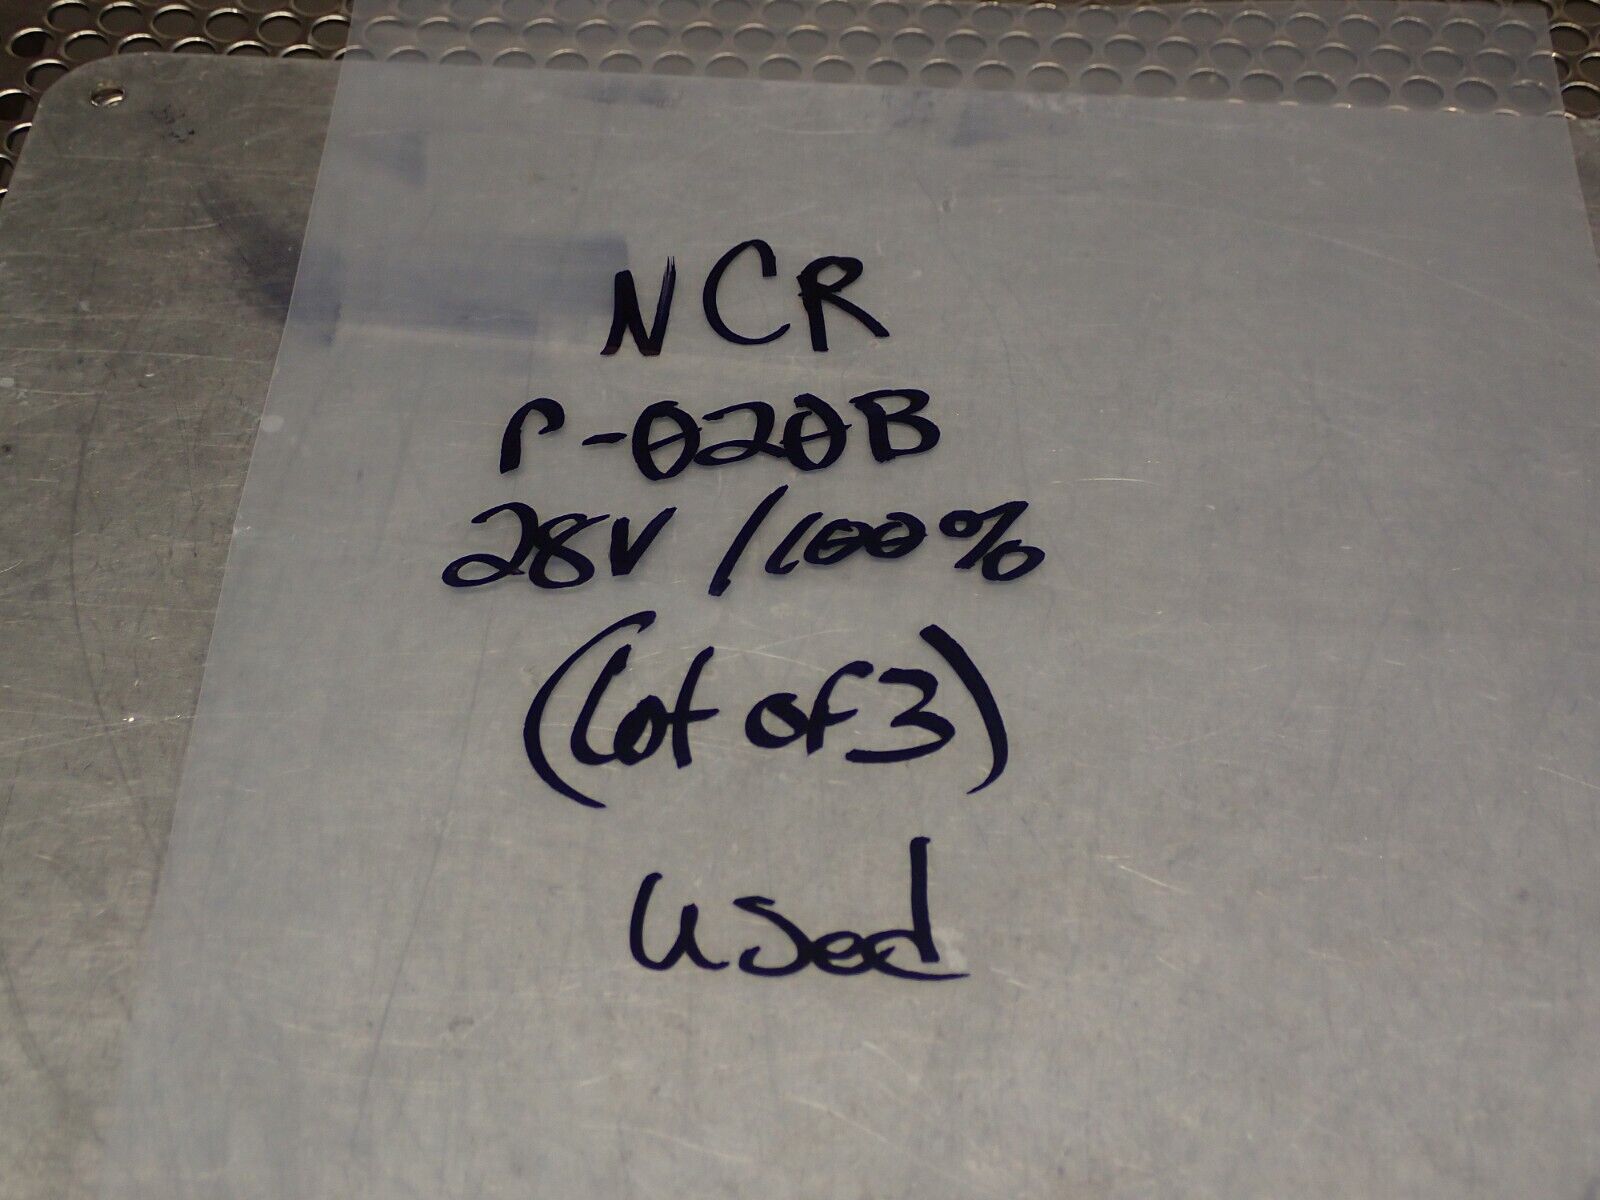 NCR
P-020B
28V/100%
(Lot of 3)
Used